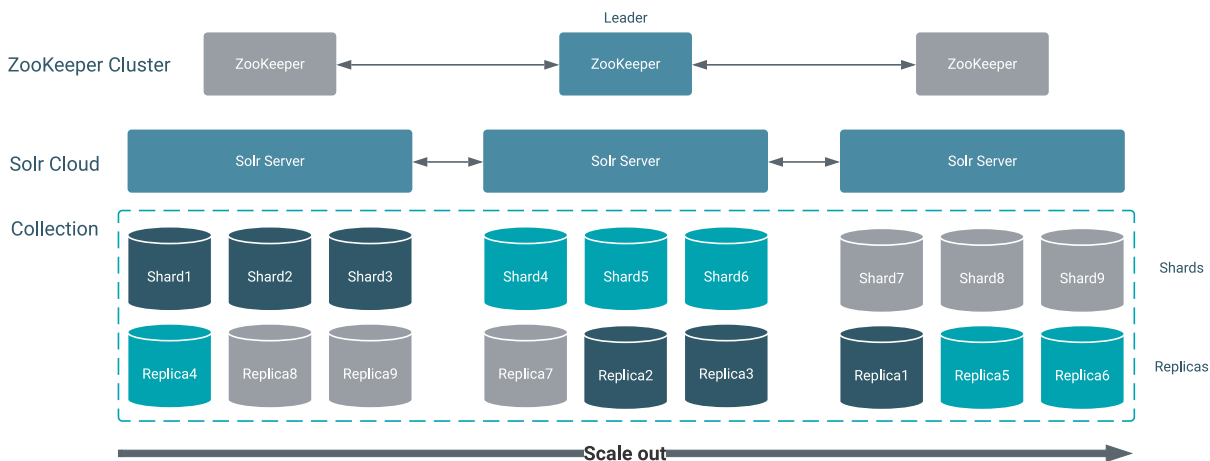 Leader
ZooKeeper Cluster
ZooKeeper
ZooKeeper
ZooKeeper
Solr Cloud
Solr Server
Solr Server
Solr Server
Collection
Shard1
Shard2
Shard3
Shard4
Shard5
Shard6
Shard7
Shard8
Shard9
Shards
Replica4
Replica8
Replica9
Replica7
Replica2
Replica3
Replica1
Replica5
Replica6
Replicas
Scale out